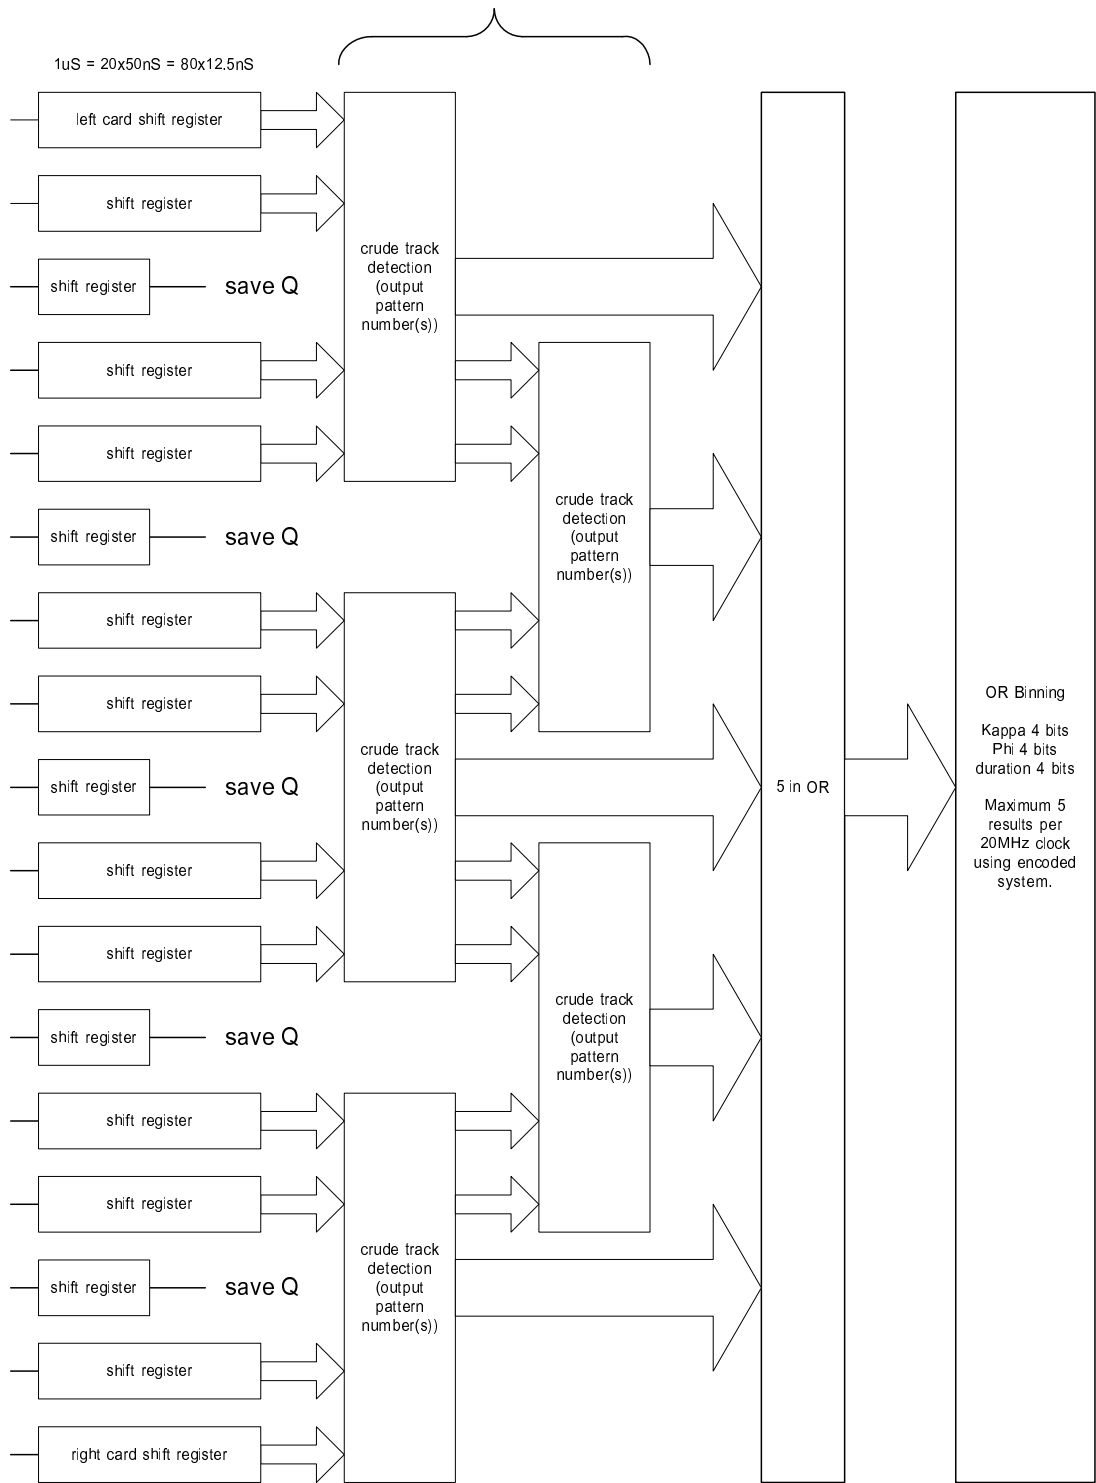 1uS = 20x50nS = 80x12.5nS
left card shift register
shift register
shift register
save Q
shift register
shift register
shift register
save Q
shift register
shift register
shift register
save Q
shift register
shift register
shift register
save Q
shift register
shift register
shift register
save Q
shift register
right card shift register
crude track
detection
(output
pattern
number(s))
crude track
detection
(output
pattern
number(s))
crude track
detection
(output
pattern
number(s))
crude track
detection
(output
pattern
number(s))
crude track
detection
(output
pattern
number(s))
5 in OR
OR Binning
Kappa 4 bits
Phi 4 bits
duration 4 bits
Maximum 5
results per
20MHz clock
using encoded
system.